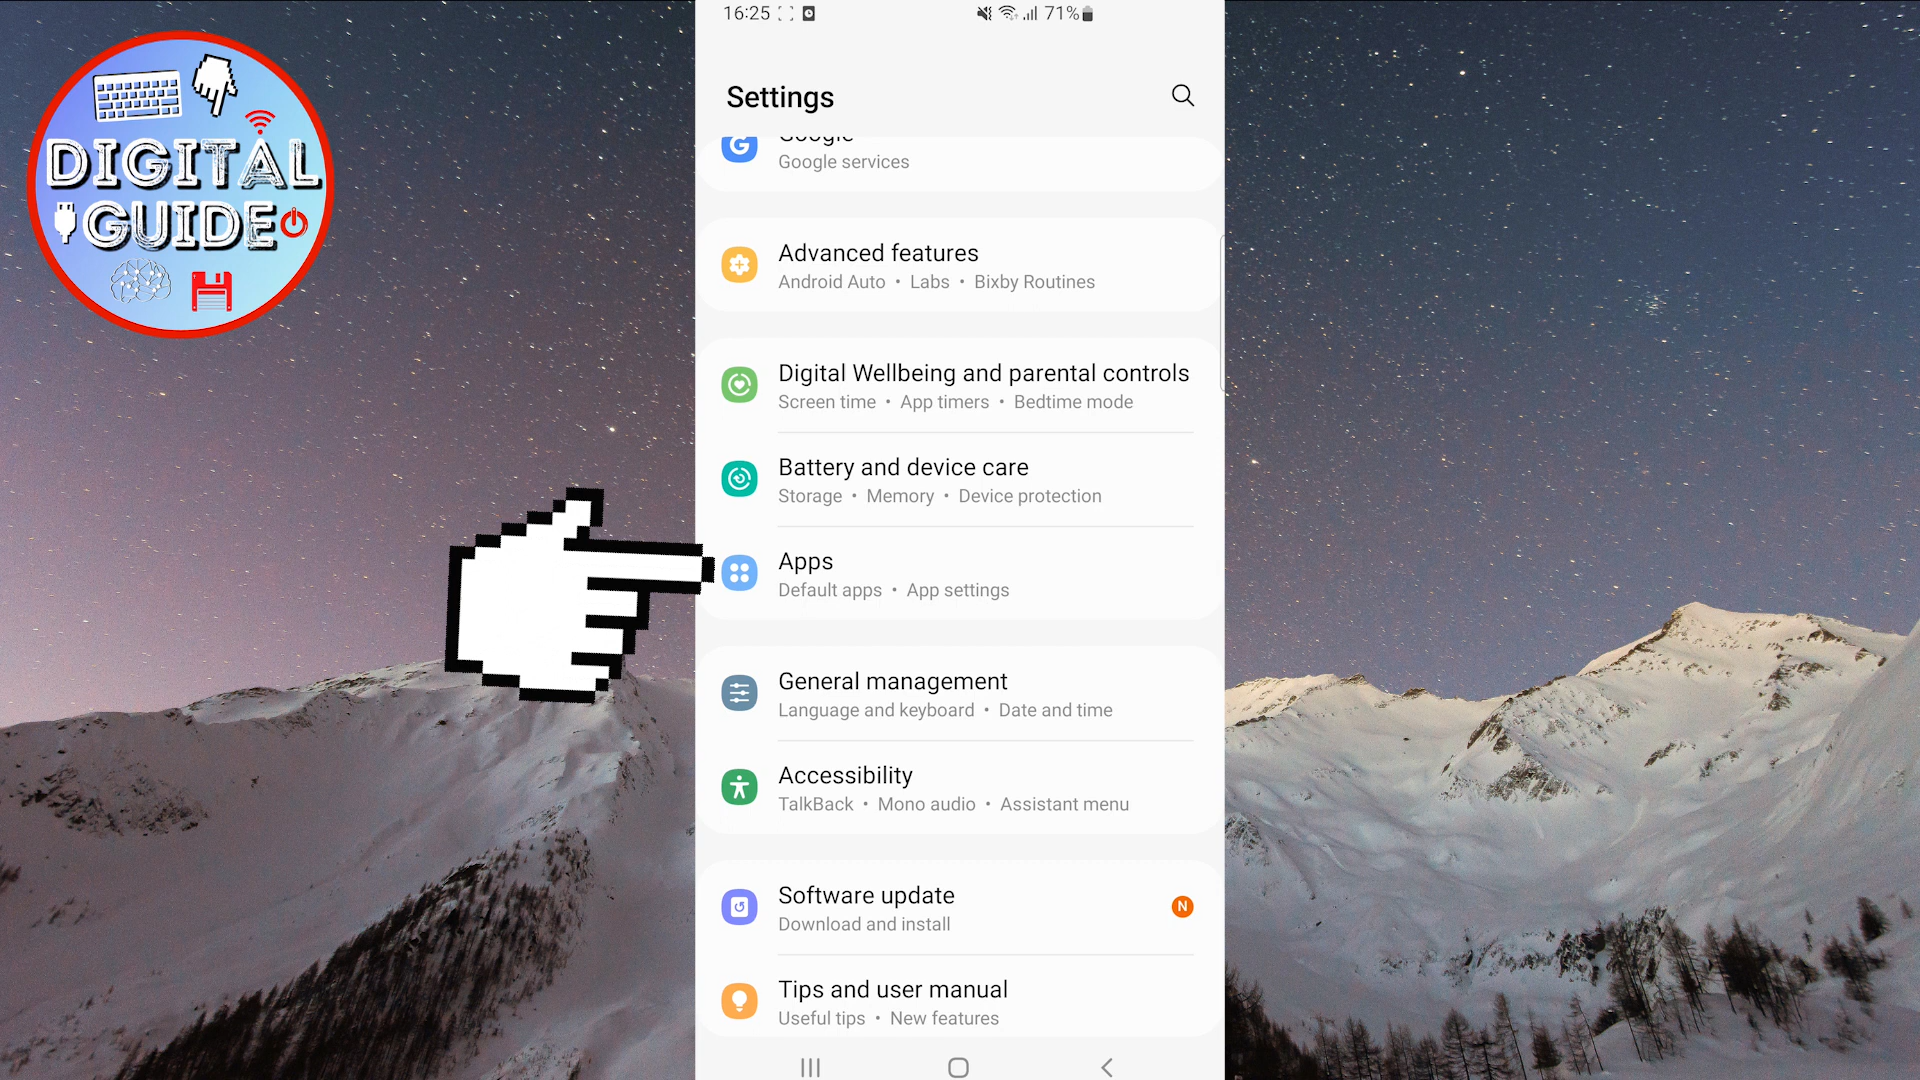 DIGITAL
GUIDE
16:25
71%
Settings
Google
Google services
Advanced features
Android Auto • Labs • Bixby Routines
Digital Wellbeing and parental controls
Screen time • App timers • Bedtime mode
Battery and device care
Storage • Memory • Device protection
Apps
Default apps • App settings
General management
Language and keyboard • Date and time
Accessibility
TalkBack • Mono audio • Assistant menu
Software update
N
Download and install
Tips and user manual
Useful tips • New features